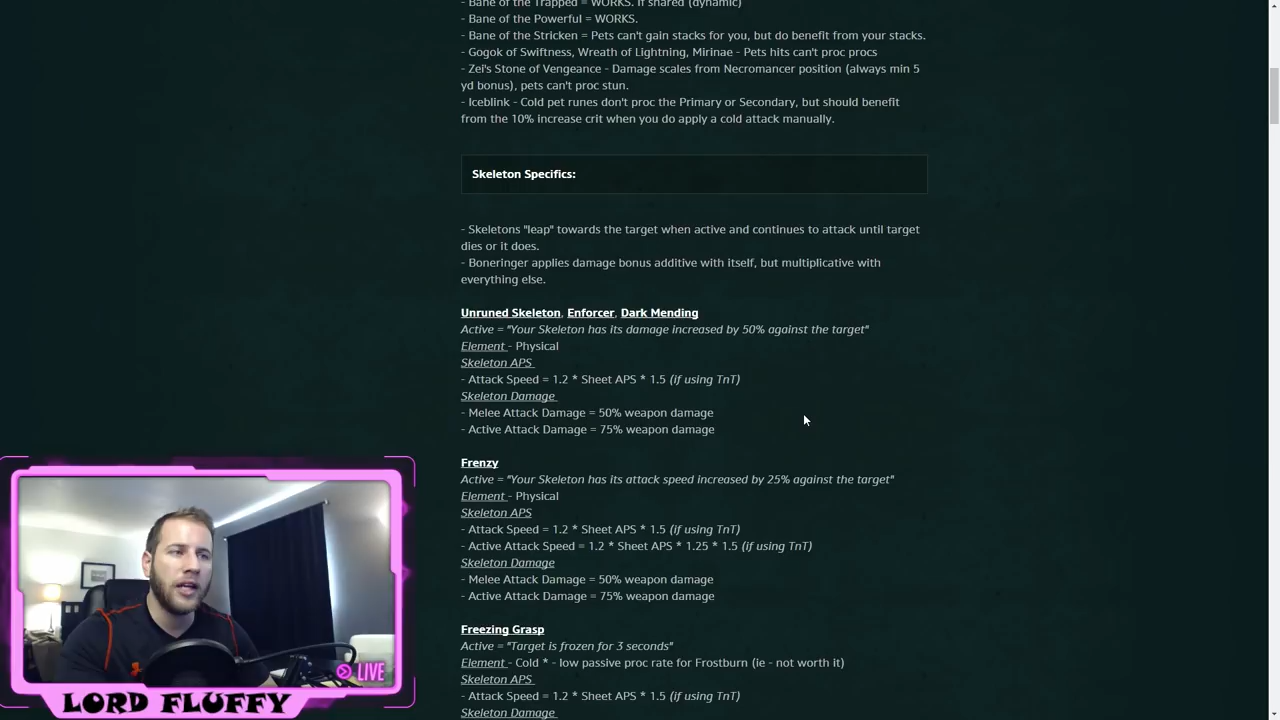 - Bane of the Trapped = WORKS. If shared (dynamic)
- Bane of the Powerful = WORKS.
- Bane of the Stricken = Pets can't gain stacks for you, but do benefit from your stacks.
- Gogok of Swiftness, Wreath of Lightning, Mirinae - Pets hits can't proc procs
- Zei's Stone of Vengeance - Damage scales from Necromancer position (always min 5
yd bonus), pets can't proc stun.
- Iceblink - Cold pet runes don't proc the Primary or Secondary, but should benefit
from the 10% increase crit when you do apply a cold attack manually.
Skeleton Specifics:
- Skeletons "leap" towards the target when active and continues to attack until target
dies or it does.
- Boneringer applies damage bonus additive with itself, but multiplicative with
everything else.
Unruned Skeleton, Enforcer, Dark Mending
Active = "Your Skeleton has its damage increased by 50% against the target"
Element - Physical
Skeleton APS
- Attack Speed = 1.2 * Sheet APS * 1.5 (if using TnT)
Skeleton Damage
- Melee Attack Damage = 50% weapon damage
- Active Attack Damage = 75% weapon damage
Frenzy
Active = "Your Skeleton has its attack speed increased by 25% against the target"
Element - Physical
Skeleton APS
- Attack Speed = 1.2 * Sheet APS * 1.5 (if using TnT)
- Active Attack Speed = 1.2 * Sheet APS * 1.25 * 1.5 (if using TnT)
Skeleton Damage
- Melee Attack Damage = 50% weapon damage
- Active Attack Damage = 75% weapon damage
Freezing Grasp
Active = "Target is frozen for 3 seconds"
Element - Cold * - low passive proc rate for Frostburn (ie - not worth it)
Skeleton APS
- Attack Speed = 1.2 * Sheet APS * 1.5 (if using TnT)
Skeleton Damage
LIVE
LORD FLUFFY